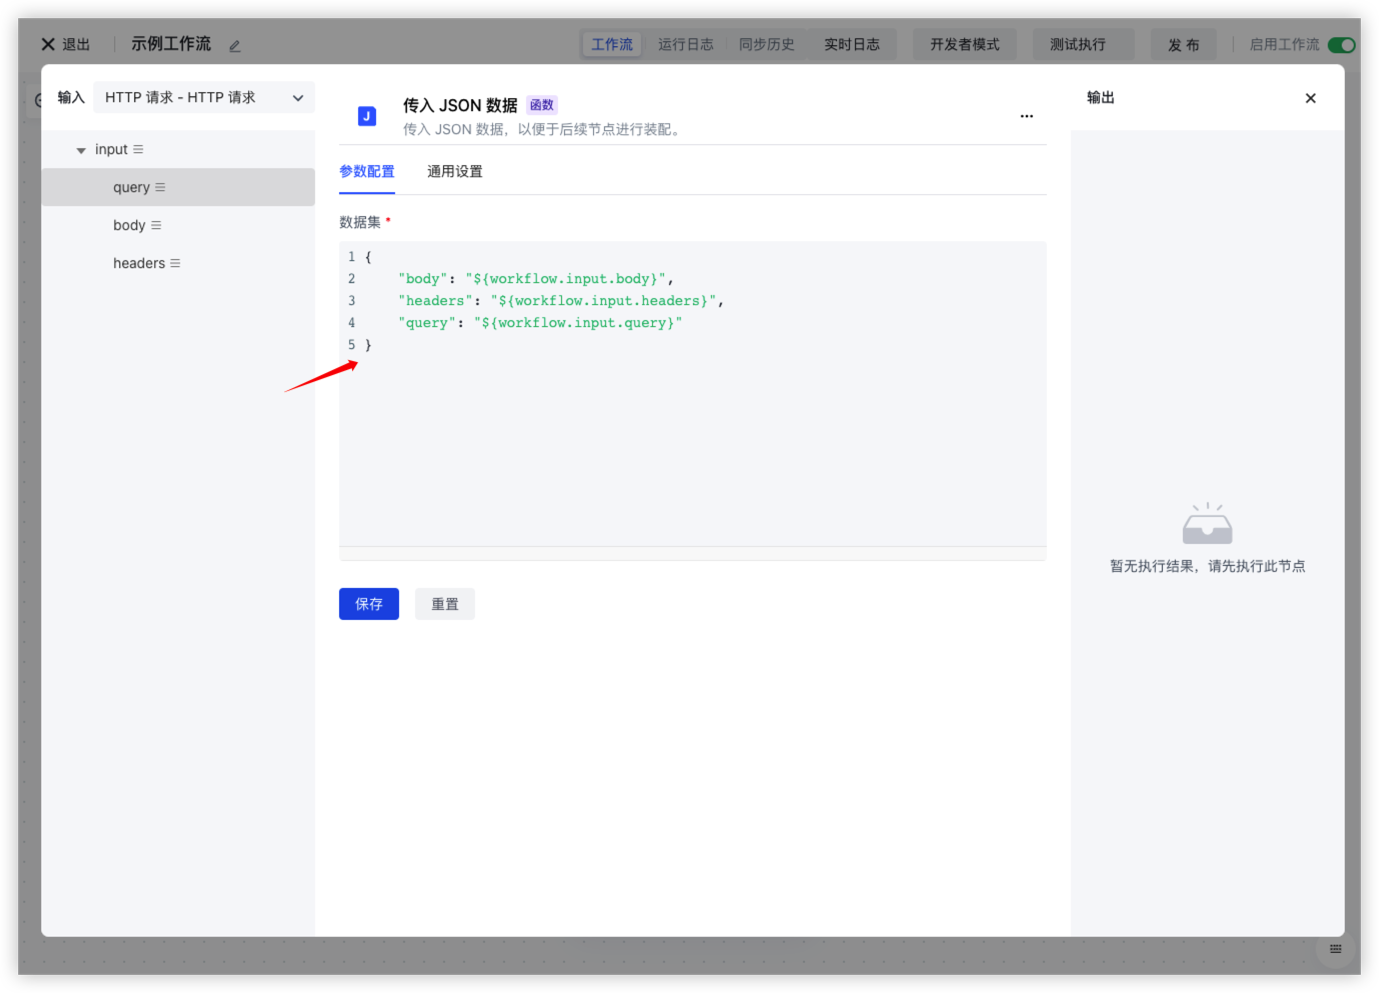 退出
示例工作流
工作流
运行日志
同步历史
实时日志
开发者模式
测试执行
发 布
启用工作流
输入
HTTP 请求 - HTTP 请求
input
query
body
headers
J
传入 JSON 数据
函数
传入 JSON 数据，以便于后续节点进行装配。
参数配置
通用设置
数据集 *
1 {
2     "body": "${workflow.input.body}",
3     "headers": "${workflow.input.headers}",
4     "query": "${workflow.input.query}"
5 }
保存
重置
输出
暂无执行结果，请先执行此节点